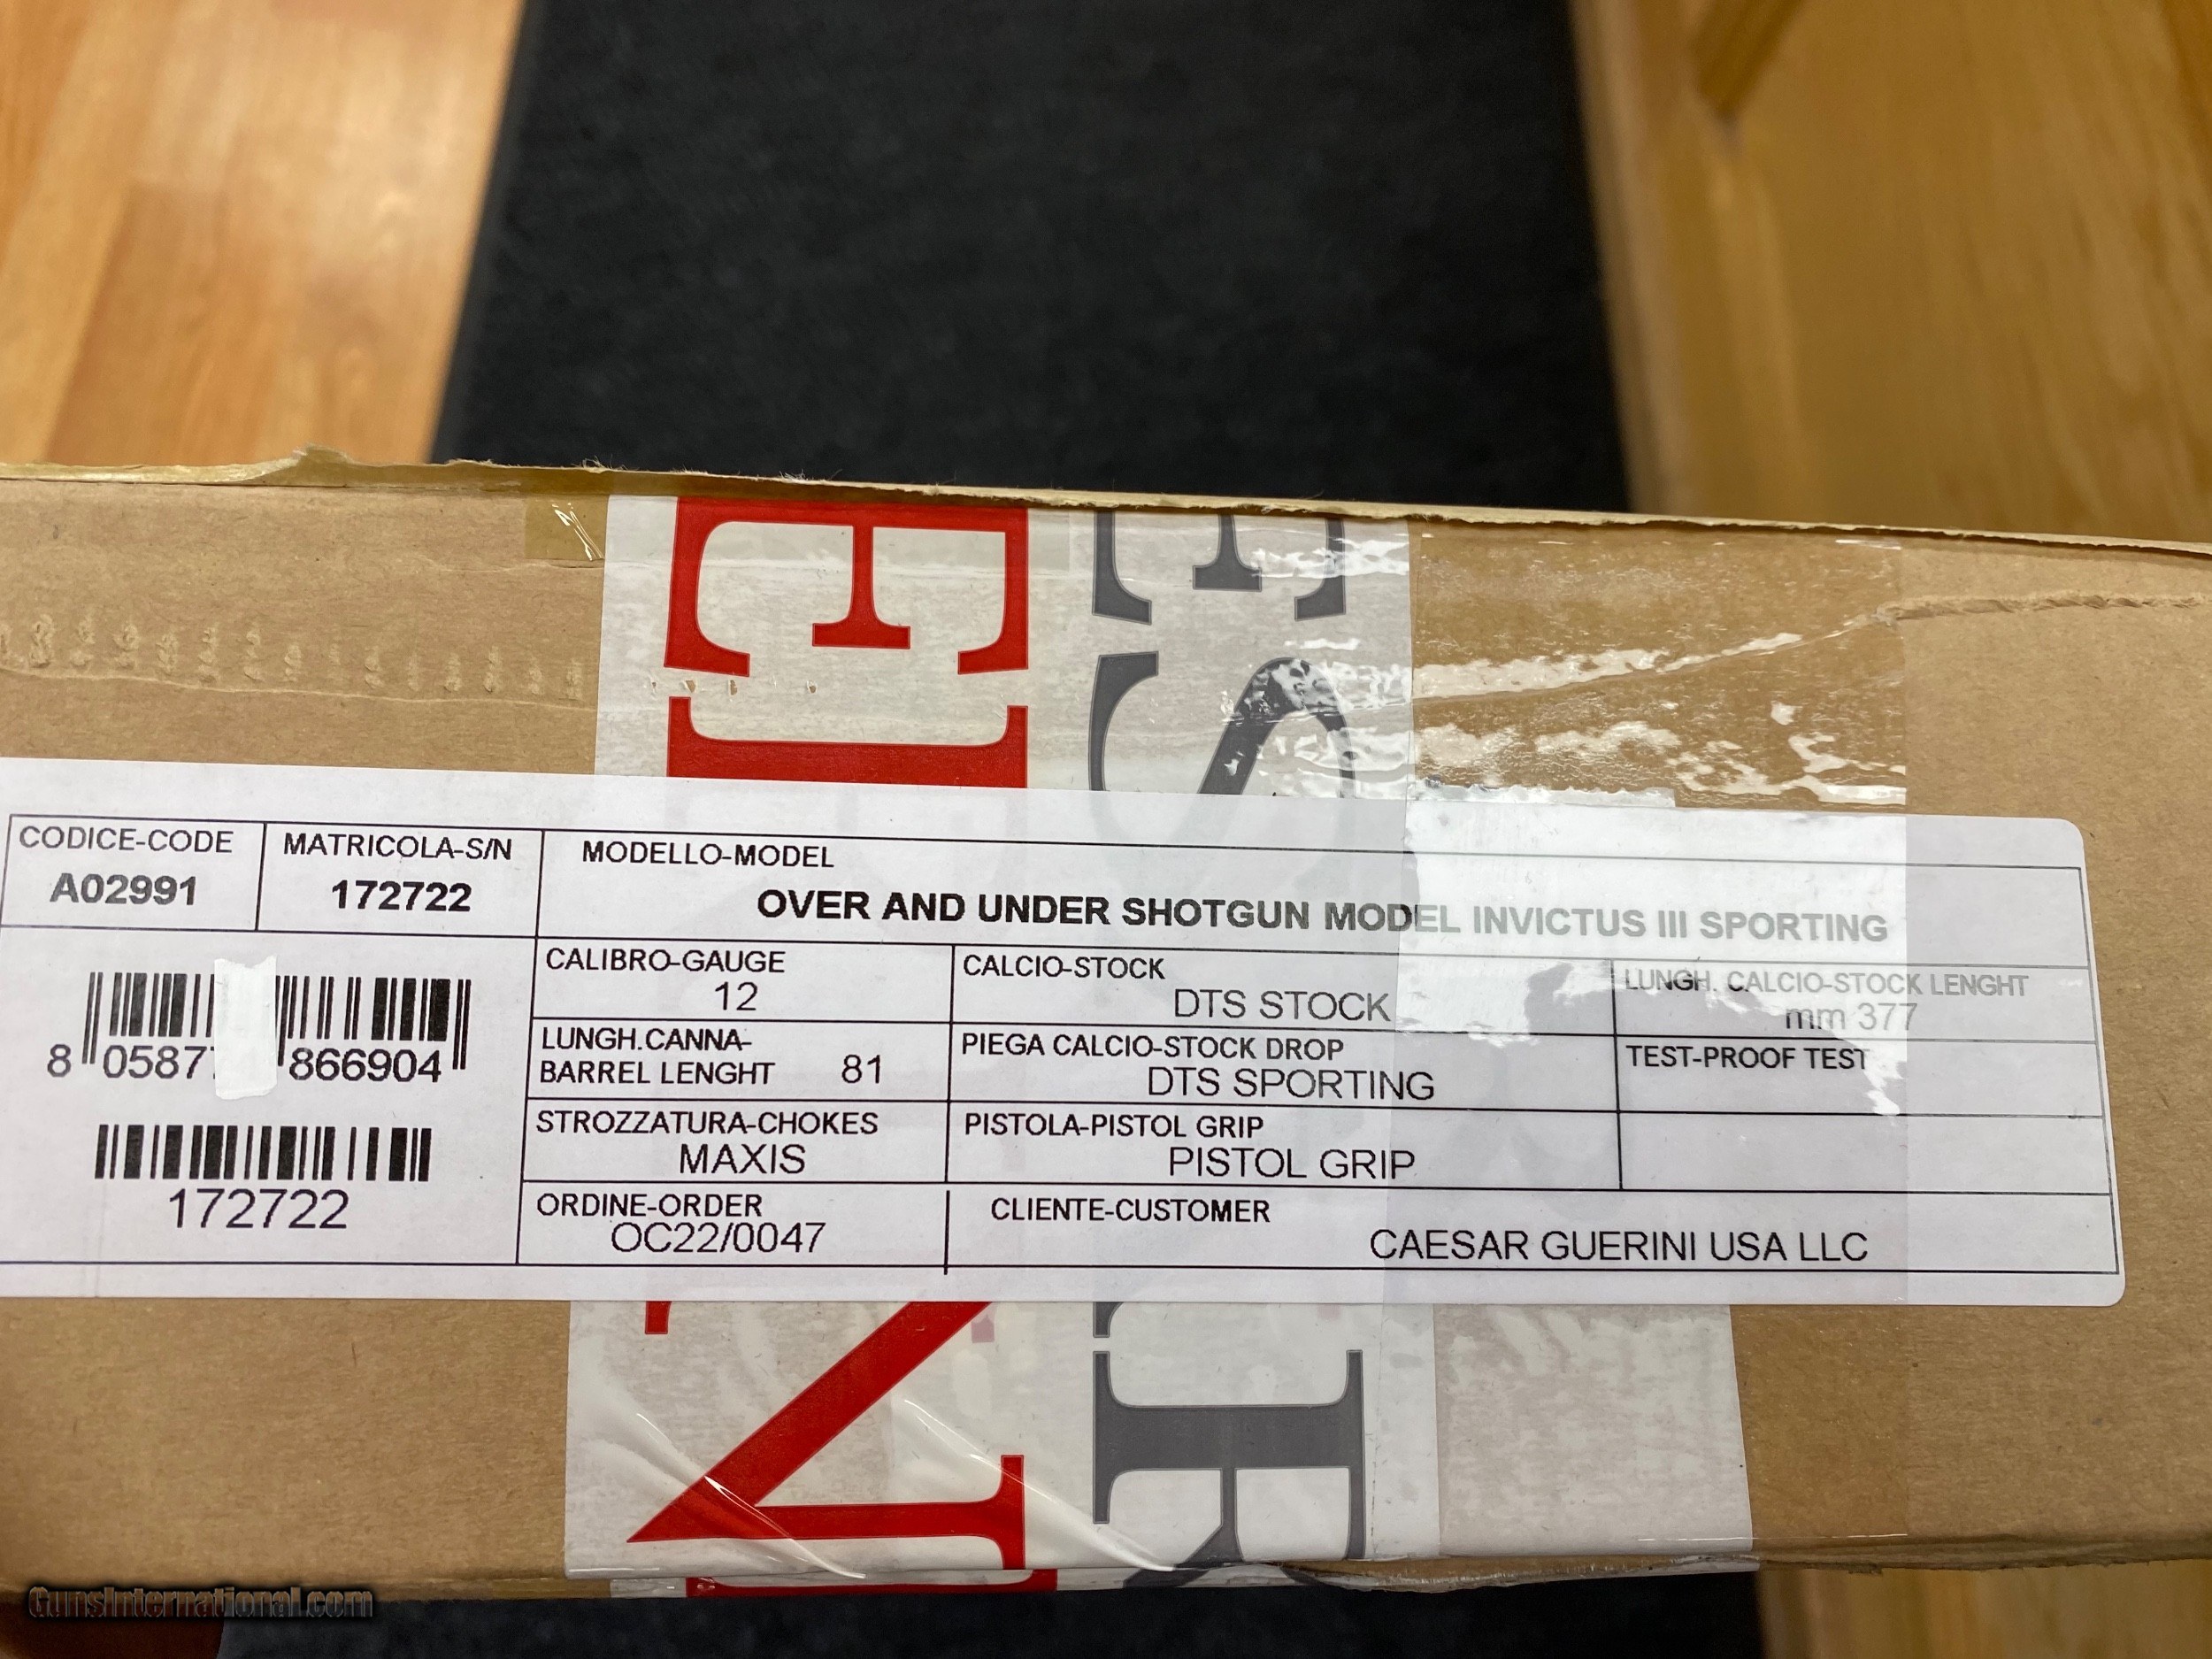 CODICE-CODE
A02991
MATRICOLA-S/N
172722
MODELLO-MODEL
OVER AND UNDER SHOTGUN MODEL INVICTUS III SPORTING
8 05877 866904
172722
CALIBRO-GAUGE
12
CALCIO-STOCK
DTS STOCK
LUNGH. CALCIO-STOCK LENGHT
mm 377
LUNGH.CANNA-
BARREL LENGHT 81
PIEGA CALCIO-STOCK DROP
DTS SPORTING
TEST-PROOF TEST
STROZZATURA-CHOKES
MAXIS
PISTOLA-PISTOL GRIP
PISTOL GRIP
ORDINE-ORDER
OC22/0047
CLIENTE-CUSTOMER
CAESAR GUERINI USA LLC
GunsInternational.com